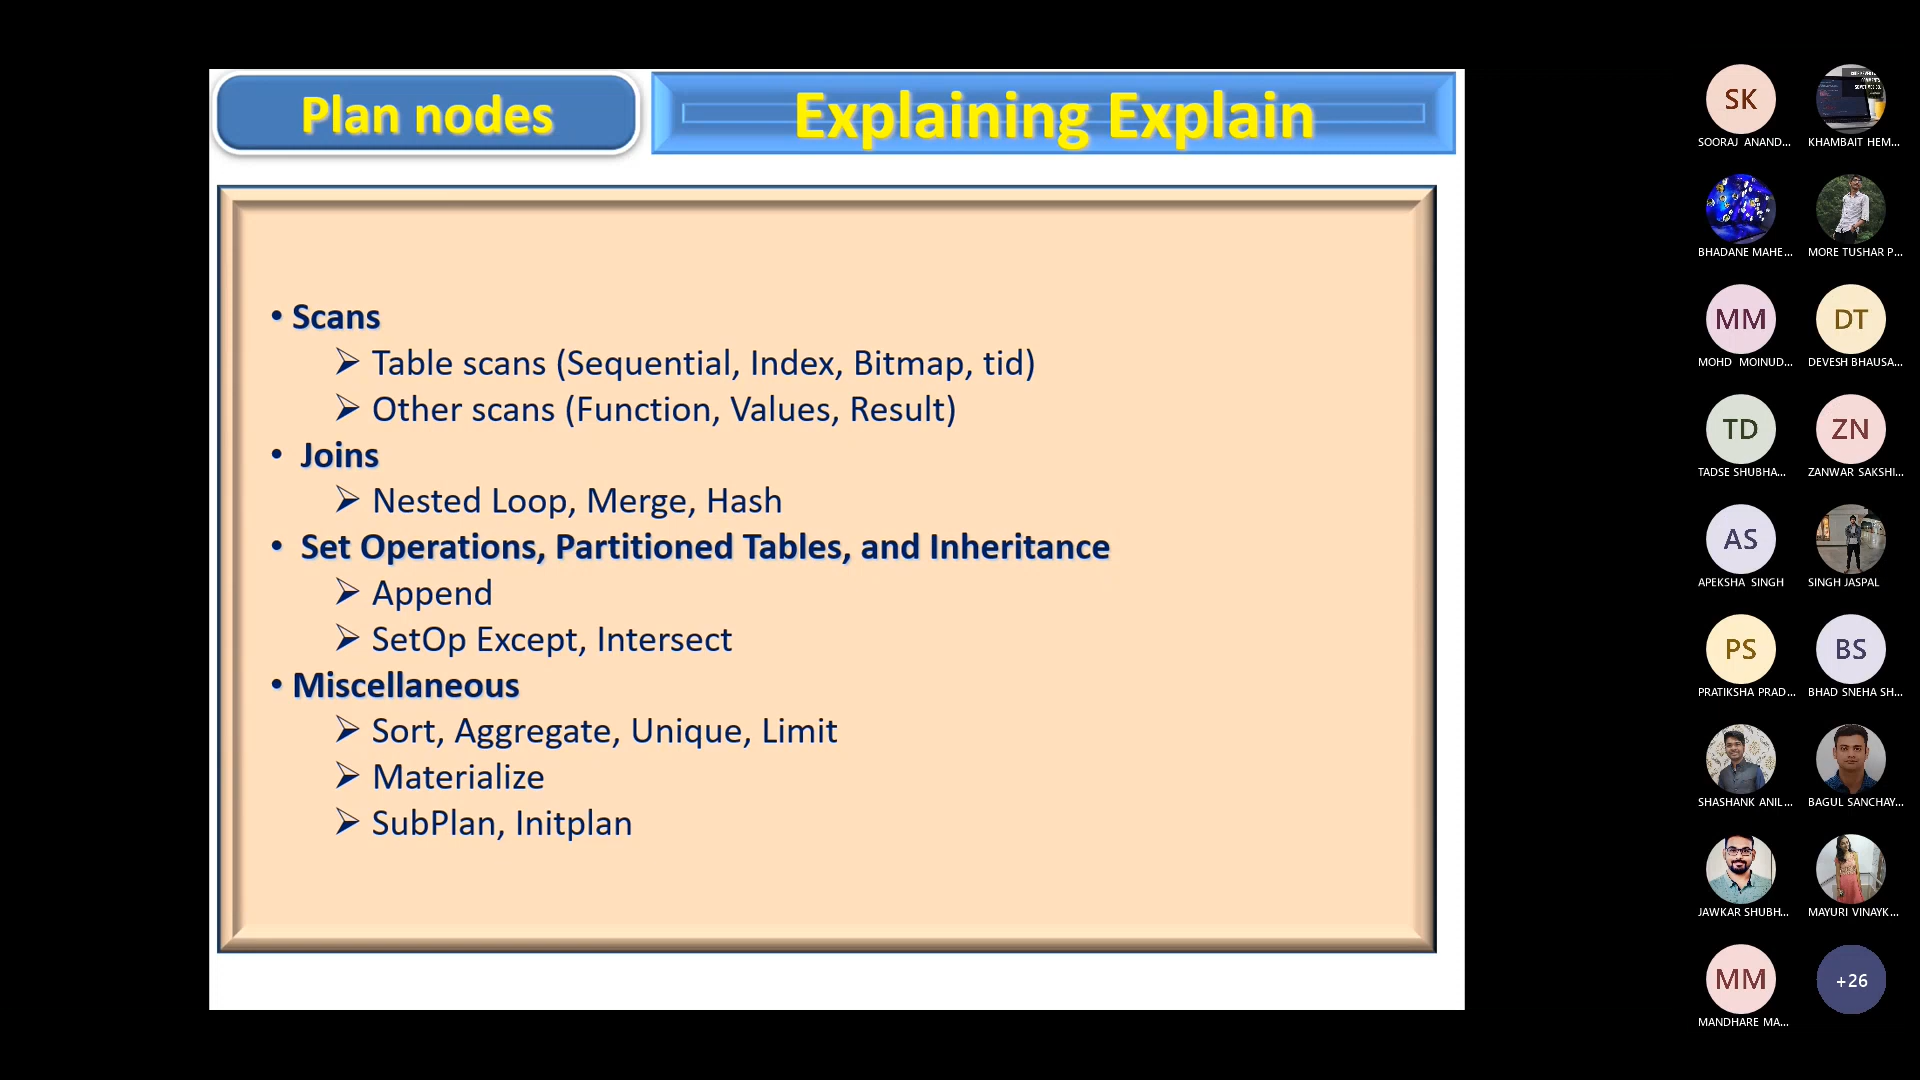 Plan nodes
Explaining Explain
• Scans
➢ Table scans (Sequential, Index, Bitmap, tid)
➢ Other scans (Function, Values, Result)
• Joins
➢ Nested Loop, Merge, Hash
• Set Operations, Partitioned Tables, and Inheritance
➢ Append
➢ SetOp Except, Intersect
• Miscellaneous
➢ Sort, Aggregate, Unique, Limit
➢ Materialize
➢ SubPlan, Initplan
SK
SOORAJ ANAND...
KHAMBAIT HEM...
BHADANE MAHE...
MORE TUSHAR P...
MM
MOHD MOINUD...
DT
DEVESH BHAUSA...
TD
TADSE SHUBHA...
ZN
ZANWAR SAKSHI...
AS
APEKSHA SINGH
SINGH JASPAL
PS
PRATIKSHA PRAD...
BS
BHAD SNEHA SH...
SHASHANK ANIL...
BAGUL SANCHAY...
JAWKAR SHUBH...
MAYURI VINAYK...
MM
MANDHARE MA...
+26